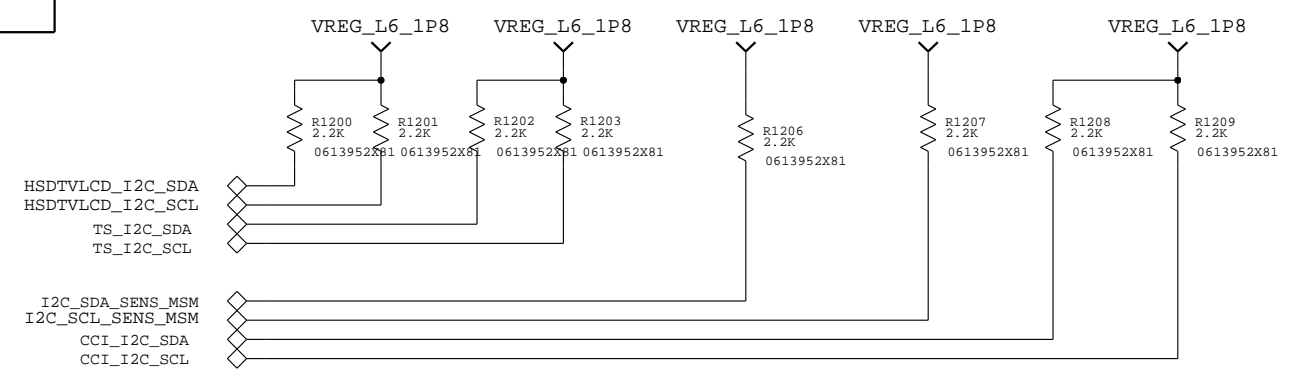 VREG_L6_1P8 VREG_L6_1P8 VREG_L6_1P8 VREG_L6_1P8 VREG_L6_1P8
R1200 R1201 R1202 R1203 R1206 R1207 R1208 R1209
2.2K 2.2K 2.2K 2.2K 2.2K 2.2K 2.2K 2.2K
0613952X81 0613952X81 0613952X81 0613952X81 0613952X81 0613952X81 0613952X81 0613952X81
HSDTVLCD_I2C_SDA
HSDTVLCD_I2C_SCL
TS_I2C_SDA
TS_I2C_SCL
I2C_SDA_SENS_MSM
I2C_SCL_SENS_MSM
CCI_I2C_SDA
CCI_I2C_SCL